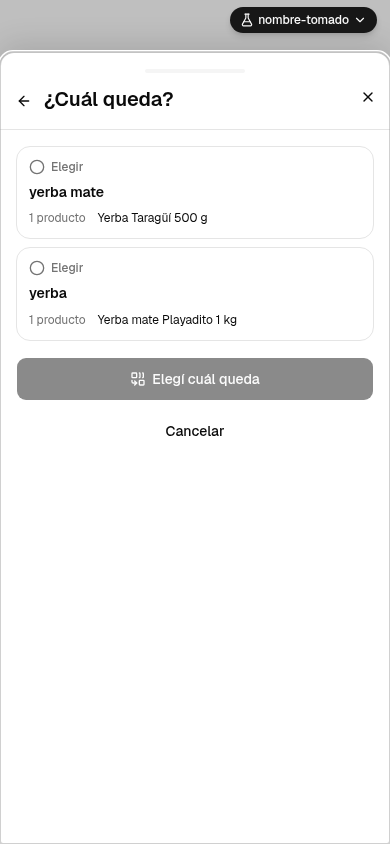 nombre-tomado
¿Cuál queda?
Elegir
yerba mate
1 producto Yerba Taragüí 500 g
Elegir
yerba
1 producto Yerba mate Playadito 1 kg
Elegí cuál queda
Cancelar